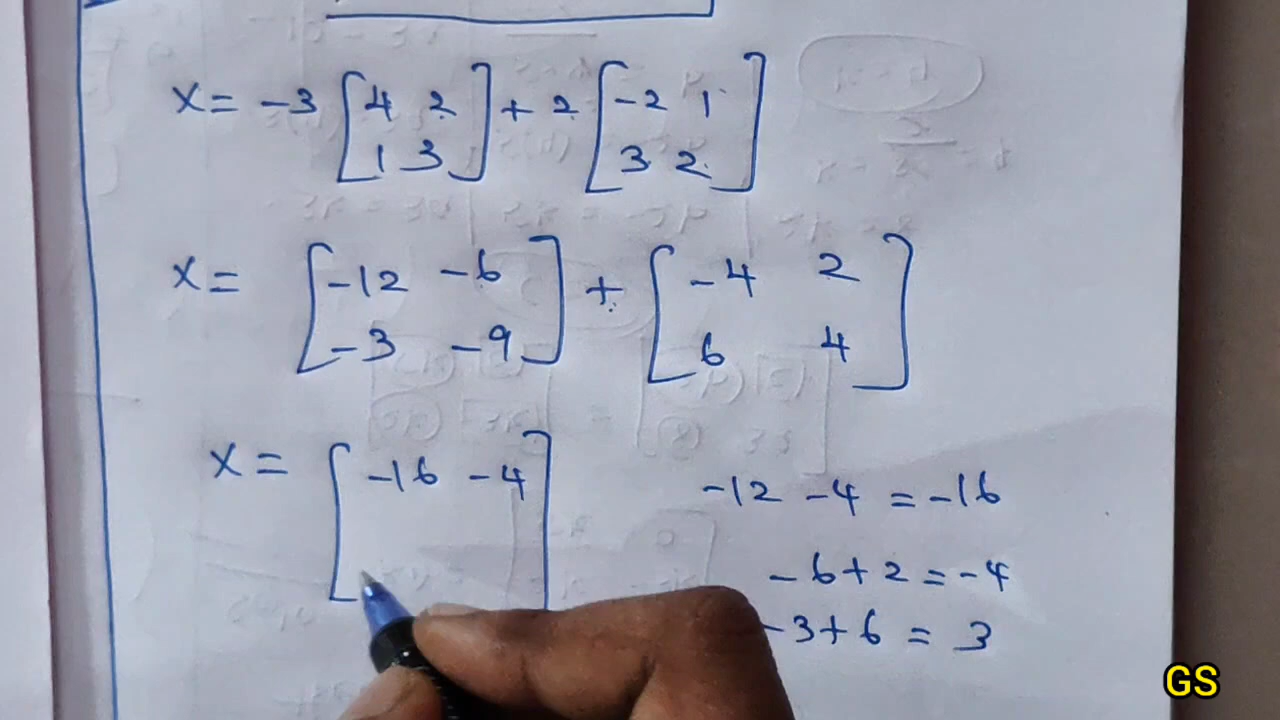 X = -3 [4 2] + 2 [-2 1]
[1 3] [3 2]
X = [-12 -6] + [-4 2]
[-3 -9] [6 4]
X = [-16 -4]
-12 -4 = -16
-6+2 = -4
-3+6 = 3
GS